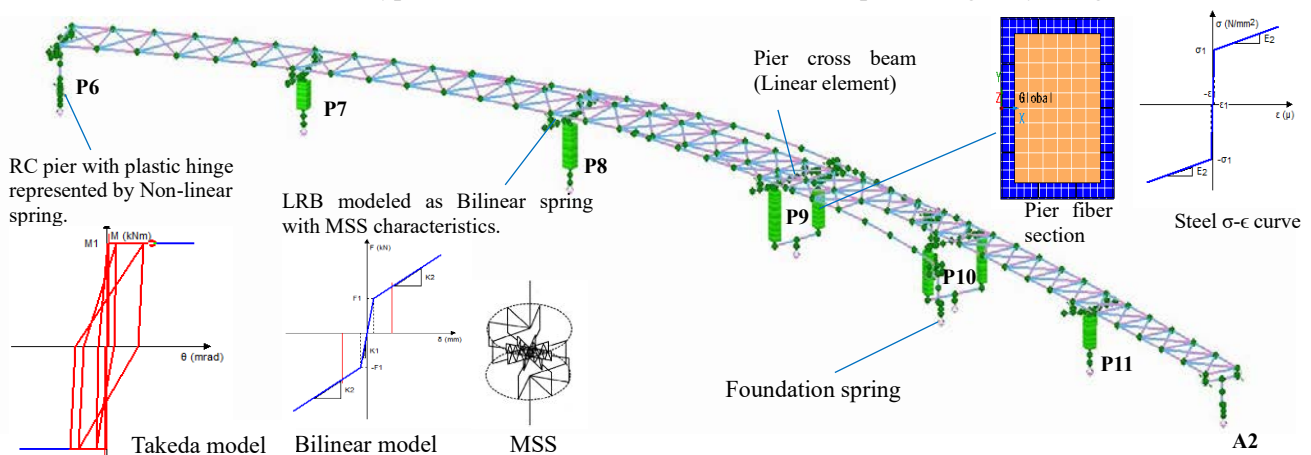 P6
P7
P8
P9
P10
P11
A2
Pier cross beam
(Linear element)
RC pier with plastic hinge
represented by Non-linear
spring.
LRB modeled as Bilinear spring
with MSS characteristics.
Y
Z
Global
X
Pier fiber
section
σ (N/mm²)
σ1
E2
-ε1
ε1
ε (μ)
-σ1
E2
Steel σ-ϵ curve
M (kNm)
M1
θ (mrad)
Takeda model
F (kN)
K2
F1
δ (mm)
K1
-F1
K2
Bilinear model
MSS
Foundation spring